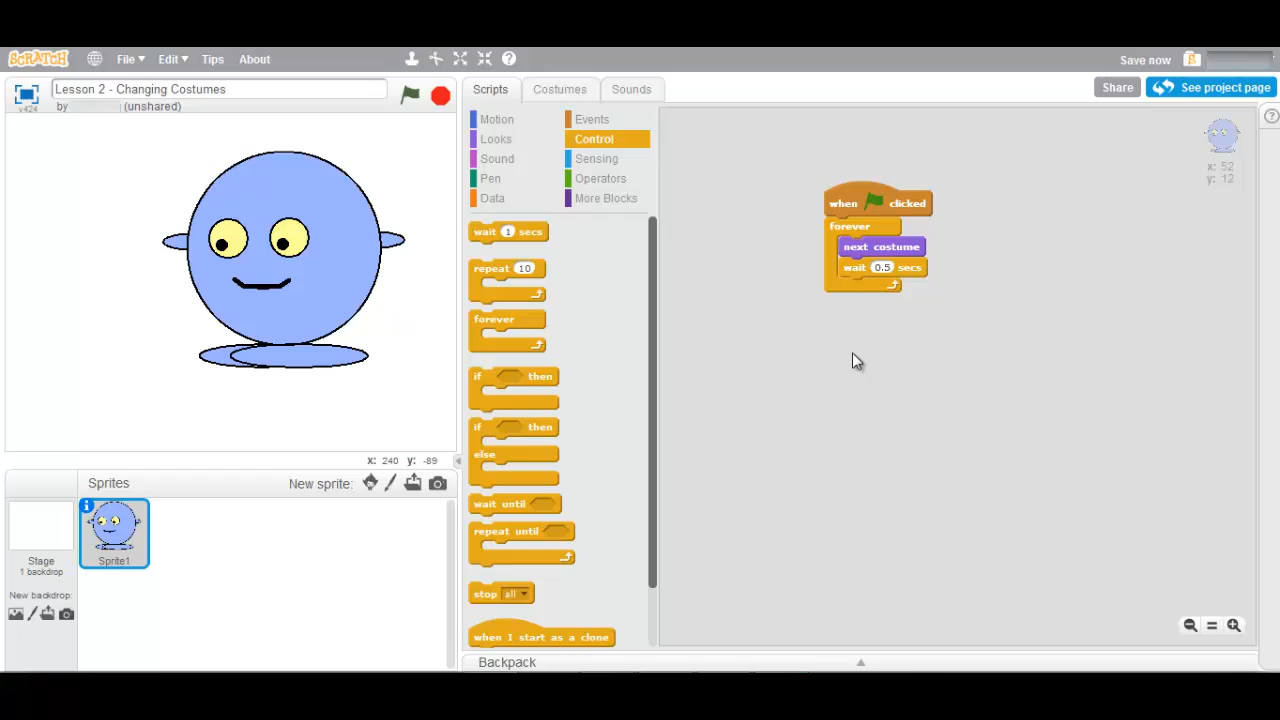 SCRATCH File Edit Tips About Save now
Lesson 2 - Changing Costumes
by (unshared)
v424
Scripts Costumes Sounds
Share See project page
Motion Events
Looks Control
Sound Sensing
Pen Operators
Data More Blocks
wait 1 secs
repeat 10
forever
if then
if then
else
wait until
repeat until
stop all
when I start as a clone
when clicked
forever
next costume
wait 0.5 secs
x: 52
y: 12
x: 240 y: -89
Sprites New sprite:
Stage
1 backdrop
New backdrop:
Sprite1
Backpack